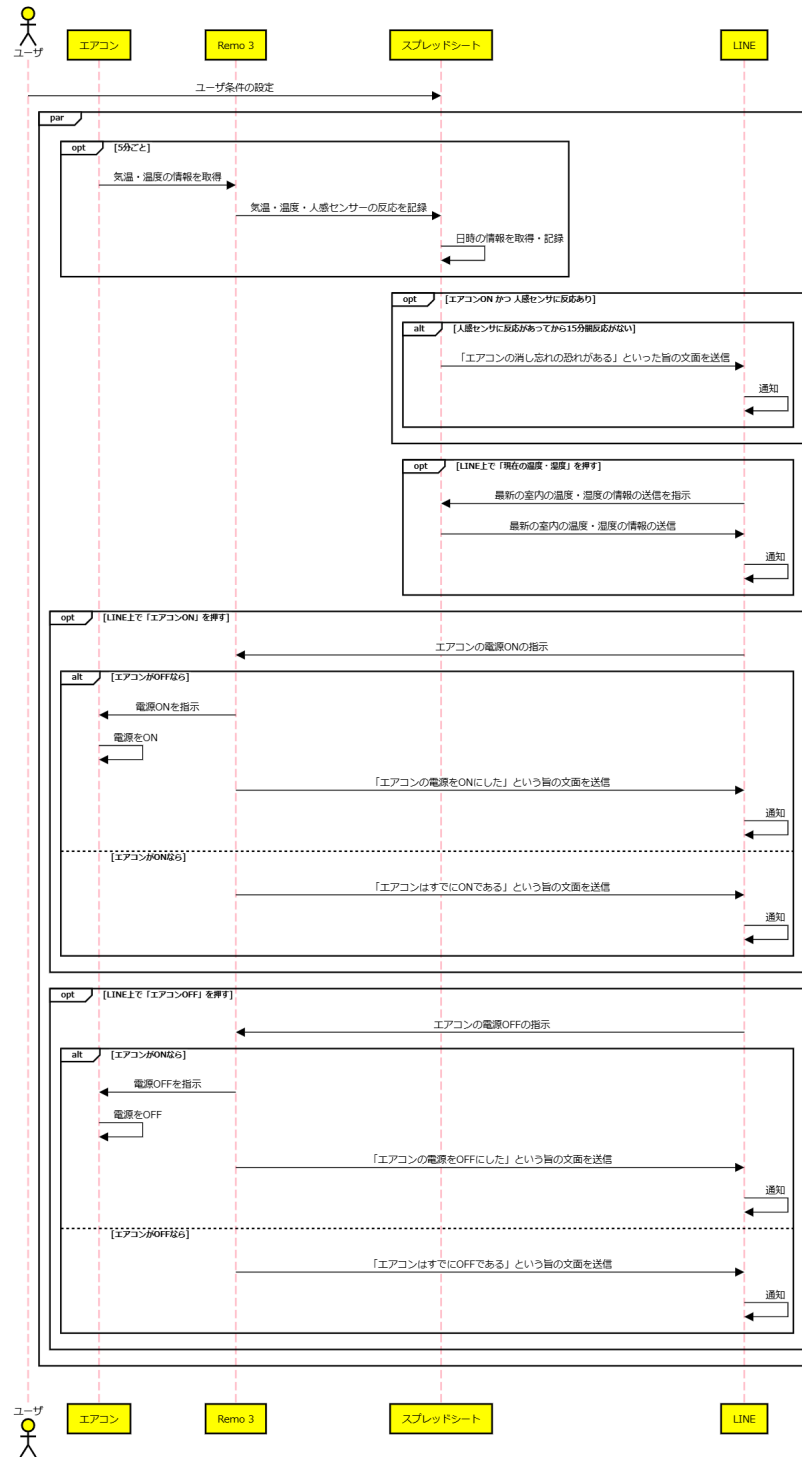 ユーザ
エアコン
Remo 3
スプレッドシート
LINE
ユーザ条件の設定
par
opt
[5分ごと]
気温・温度の情報を取得
気温・温度・人感センサーの反応を記録
日時の情報を取得・記録
opt
[エアコンON かつ 人感センサに反応あり]
alt
[人感センサに反応があってから15分間反応がない]
「エアコンの消し忘れの恐れがある」といった旨の文面を送信
通知
opt
[LINE上で「現在の温度・湿度」を押す]
最新の室内の温度・湿度の情報の送信を指示
最新の室内の温度・湿度の情報の送信
通知
opt
[LINE上で「エアコンON」を押す]
エアコンの電源ONの指示
alt
[エアコンがOFFなら]
電源ONを指示
電源をON
「エアコンの電源をONにした」という旨の文面を送信
通知
[エアコンがONなら]
「エアコンはすでにONである」という旨の文面を送信
通知
opt
[LINE上で「エアコンOFF」を押す]
エアコンの電源OFFの指示
alt
[エアコンがONなら]
電源OFFを指示
電源をOFF
「エアコンの電源をOFFにした」という旨の文面を送信
通知
[エアコンがOFFなら]
「エアコンはすでにOFFである」という旨の文面を送信
通知
ユーザ
エアコン
Remo 3
スプレッドシート
LINE